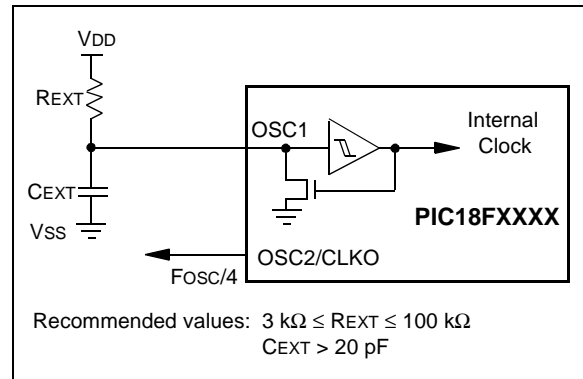 VDD
REXT
OSC1
Internal
Clock
CEXT
PIC18FXXXX
VSS
OSC2/CLKO
FOSC/4
Recommended values: 3 kΩ ≤ REXT ≤ 100 kΩ
CEXT > 20 pF